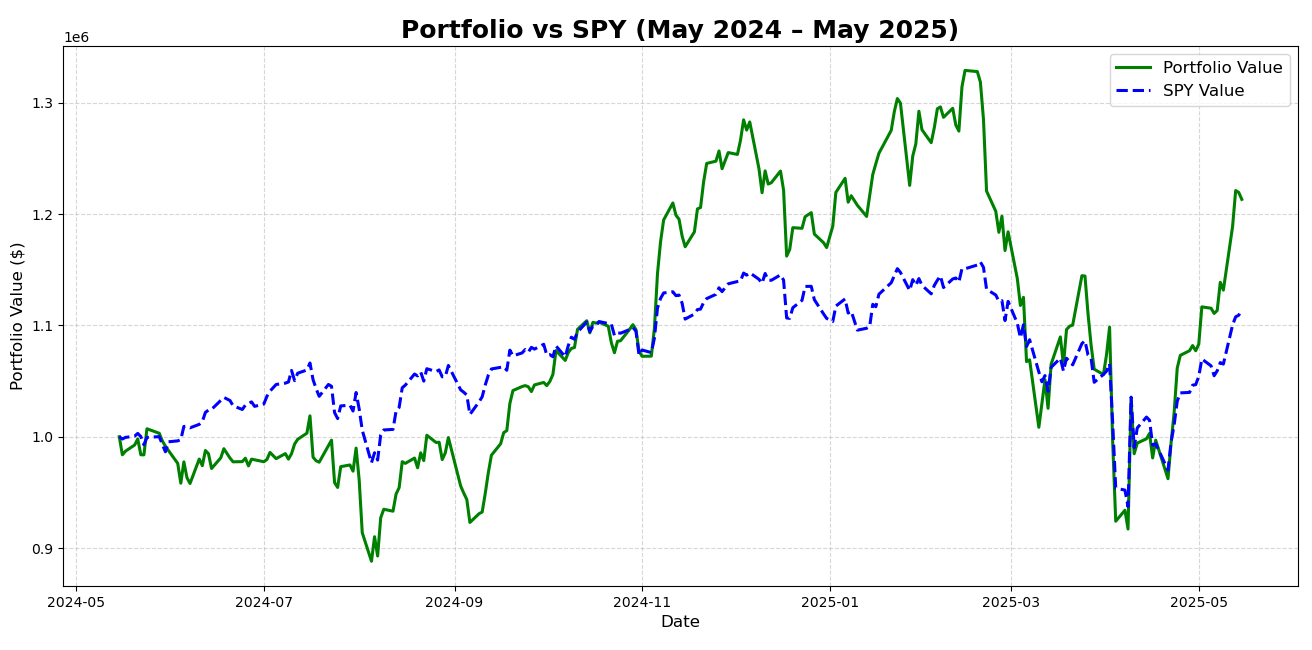 Portfolio vs SPY (May 2024 – May 2025)
1e6
Portfolio Value
SPY Value
Portfolio Value ($)
1.3
1.2
1.1
1.0
0.9
2024-05 2024-07 2024-09 2024-11 2025-01 2025-03 2025-05
Date